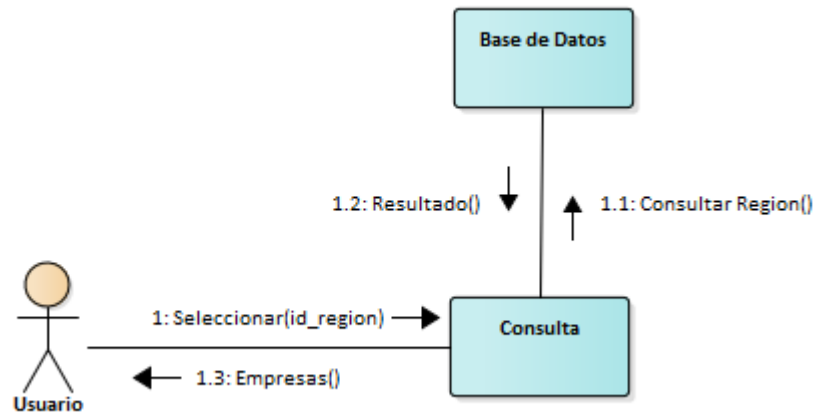 Base de Datos
1.2: Resultado()
1.1: Consultar Region()
1: Seleccionar(id_region)
Consulta
1.3: Empresas()
Usuario